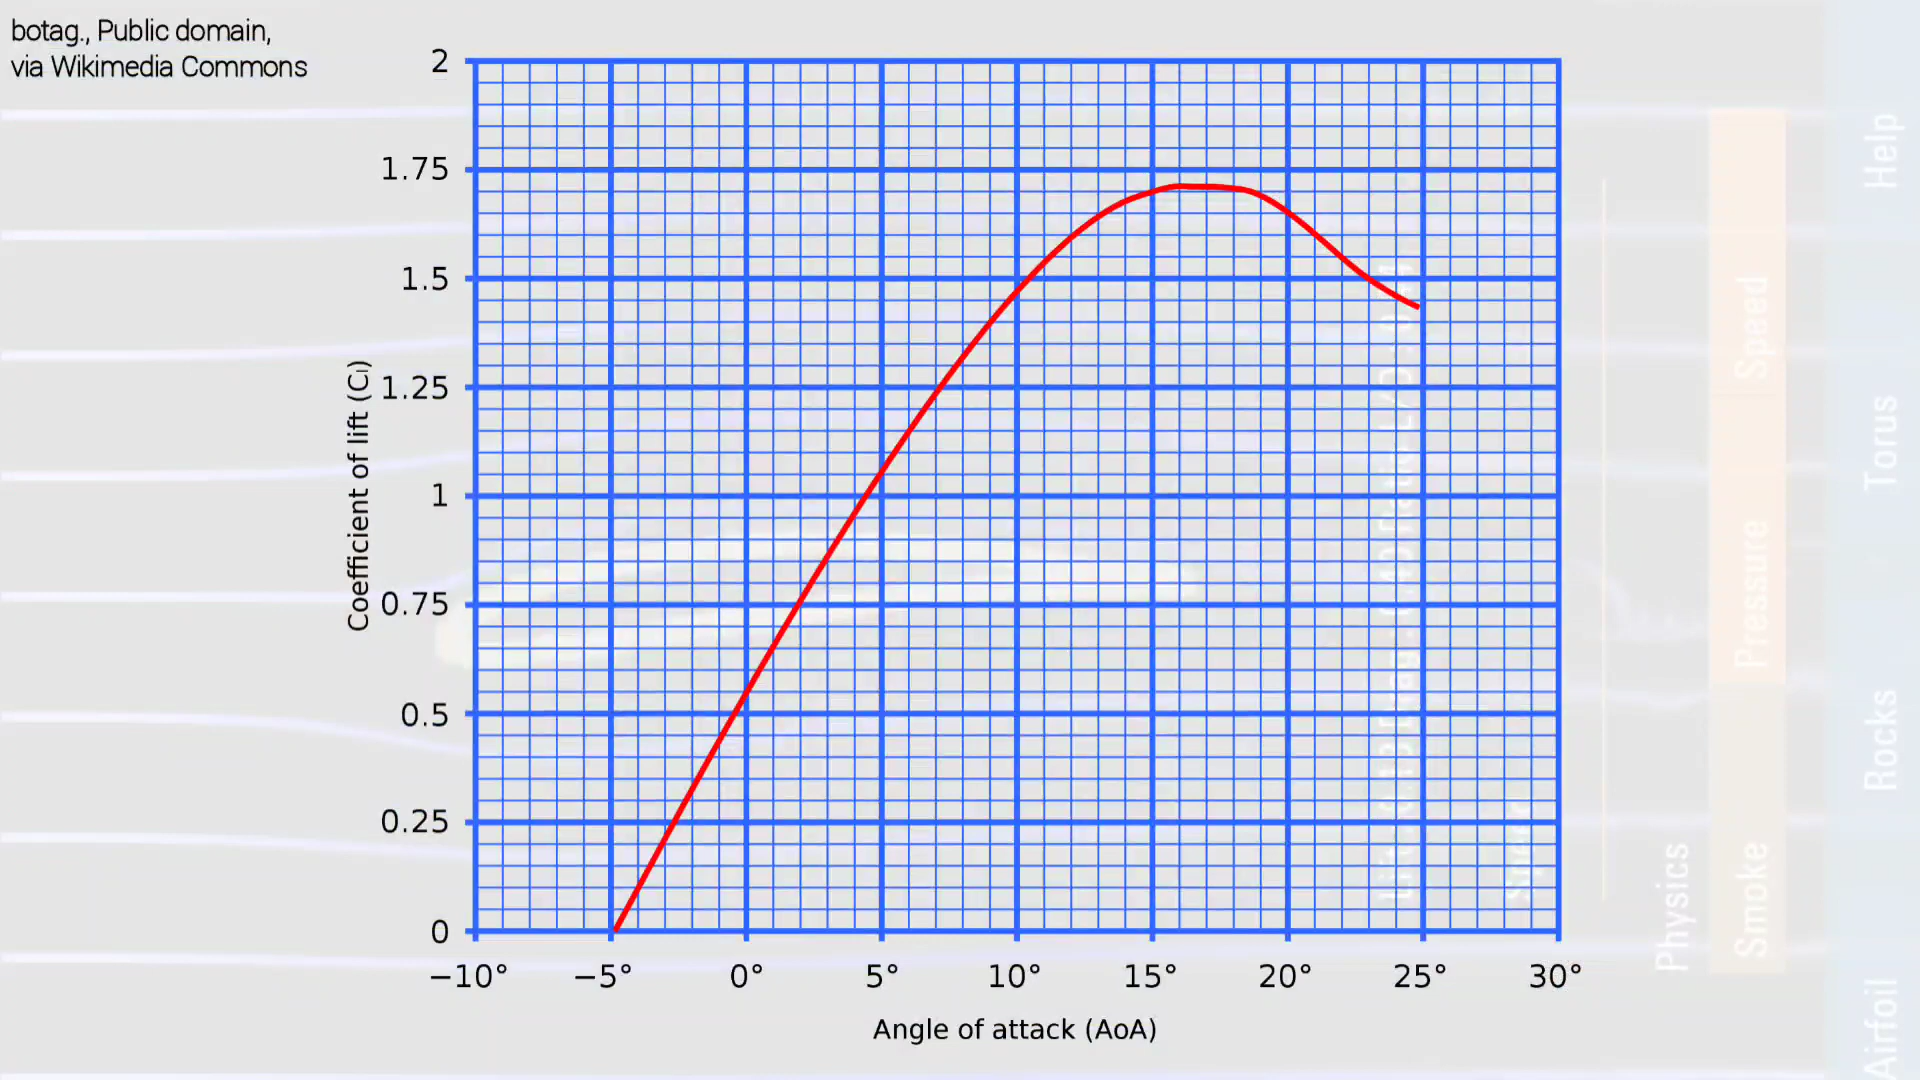 botag., Public domain,
via Wikimedia Commons
2
1.75
1.5
1.25
1
0.75
0.5
0.25
0
Coefficient of lift (Cₗ)
−10° −5° 0° 5° 10° 15° 20° 25° 30°
Angle of attack (AoA)
Physics
Smoke Pressure Speed
Airfoil Rocks Torus Help